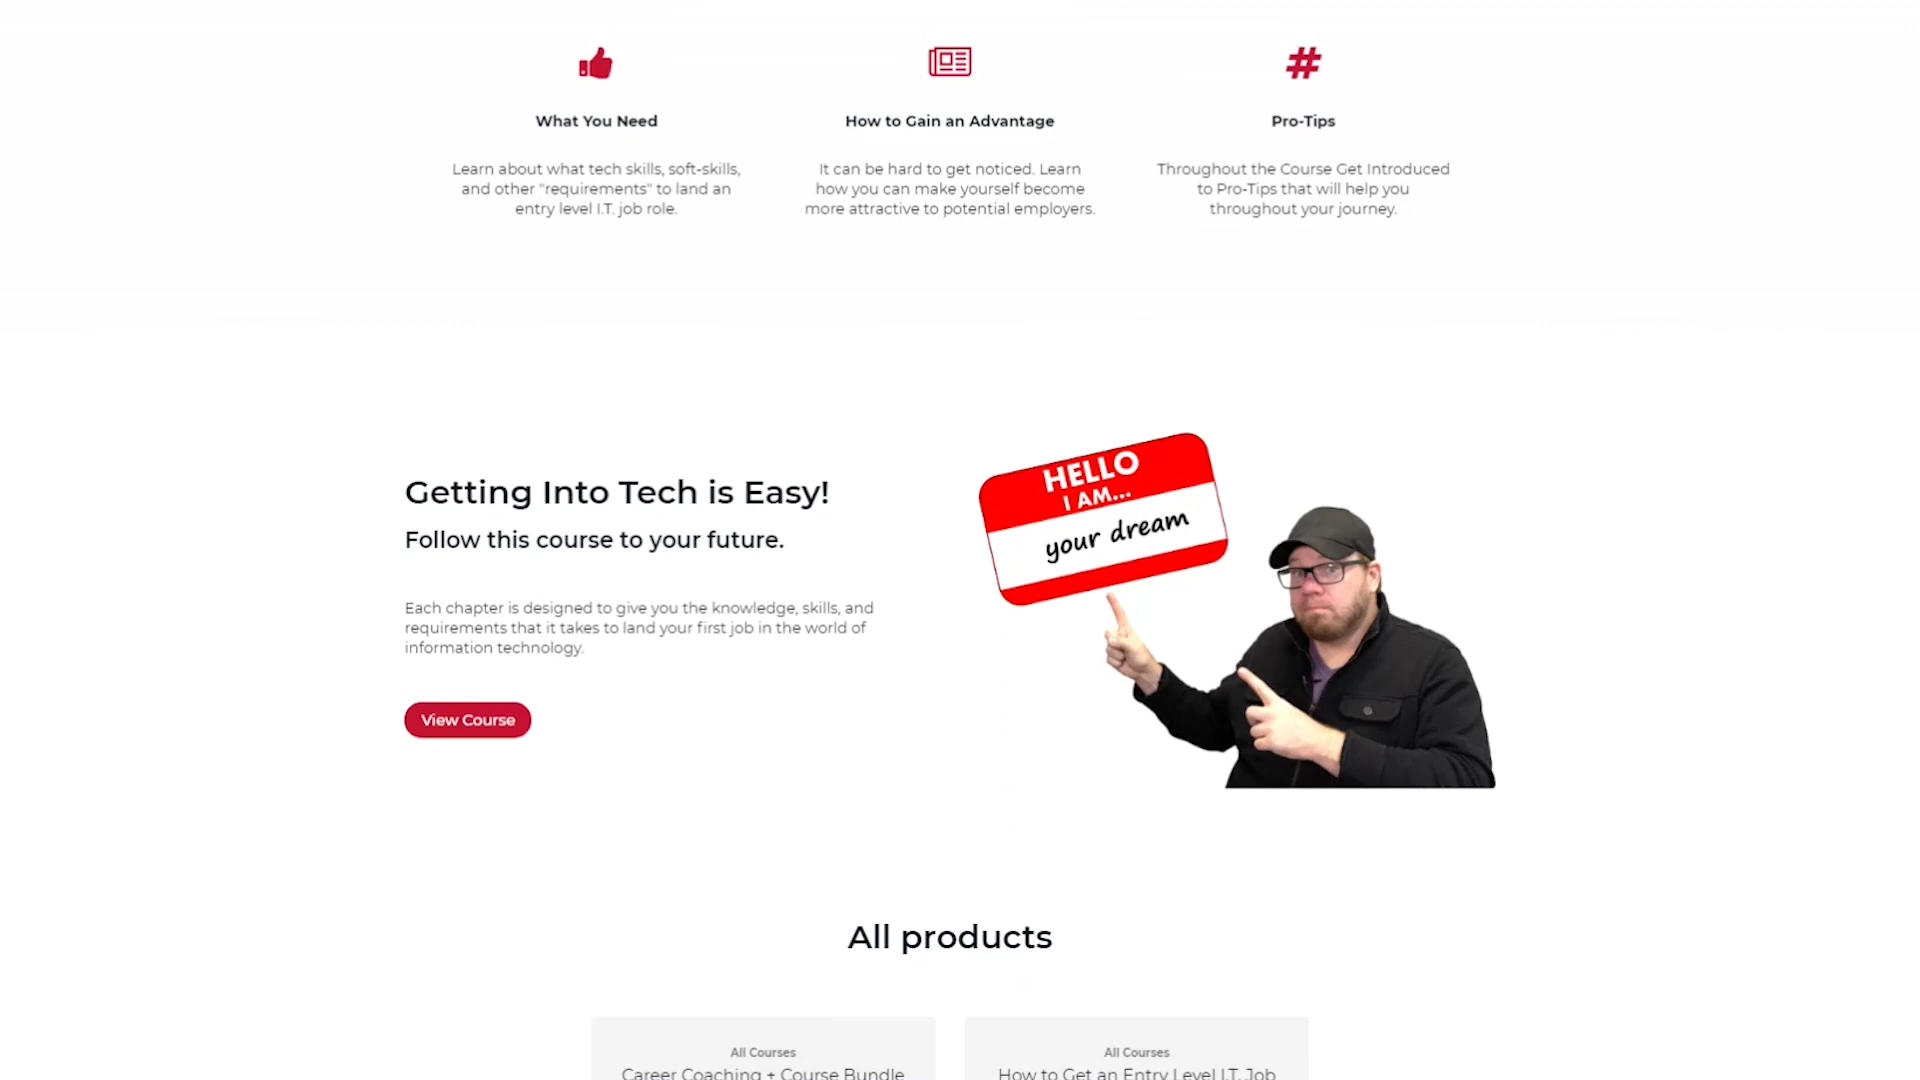 What You Need
Learn about what tech skills, soft-skills,
and other "requirements" to land an
entry level I.T. job role.
How to Gain an Advantage
It can be hard to get noticed. Learn
how you can make yourself become
more attractive to potential employers.
Pro-Tips
Throughout the Course Get Introduced
to Pro-Tips that will help you
throughout your journey.
Getting Into Tech is Easy!
Follow this course to your future.
Each chapter is designed to give you the knowledge, skills, and
requirements that it takes to land your first job in the world of
information technology.
View Course
HELLO
I AM...
your dream
All products
All Courses
Career Coaching + Course Bundle
All Courses
How to Get an Entry Level I.T. Job